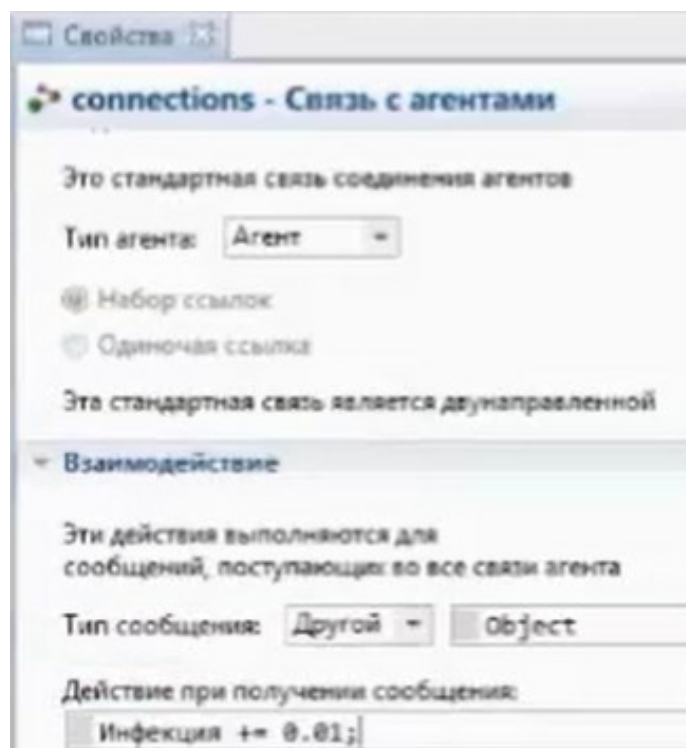 Свойства
connections - Связь с агентами
Это стандартная связь соединения агентов
Тип агента: Агент
Набор ссылок
Одиночая ссылка
Эта стандартная связь является двунаправленной
Взаимодействие
Эти действия выполняются для
сообщений, поступающих во все связи агента
Тип сообщения: Другой Object
Действие при получении сообщения:
Инфекция += 0.01;